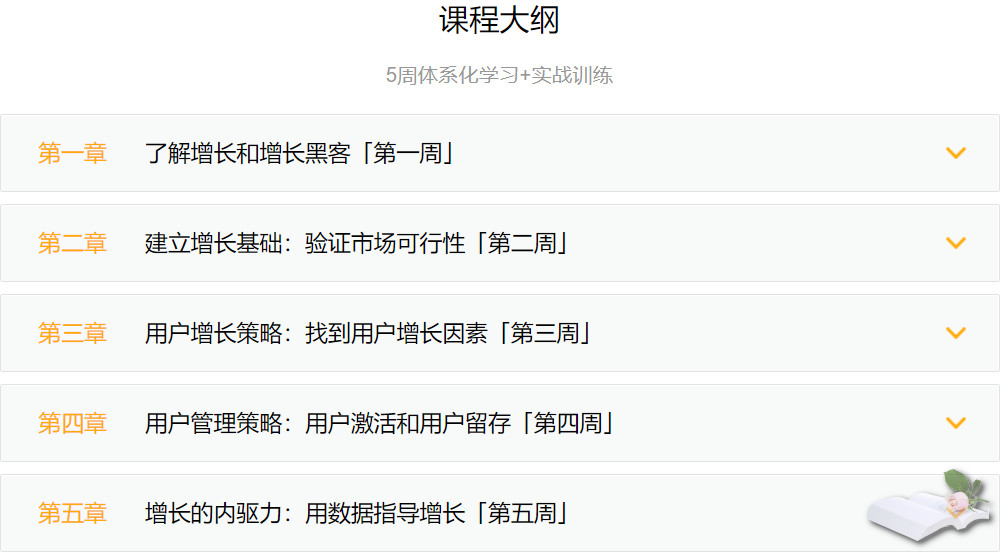 课程大纲
5周体系化学习+实战训练
第一章 了解增长和增长黑客「第一周」
第二章 建立增长基础：验证市场可行性「第二周」
第三章 用户增长策略：找到用户增长因素「第三周」
第四章 用户管理策略：用户激活和用户留存「第四周」
第五章 增长的内驱力：用数据指导增长「第五周」